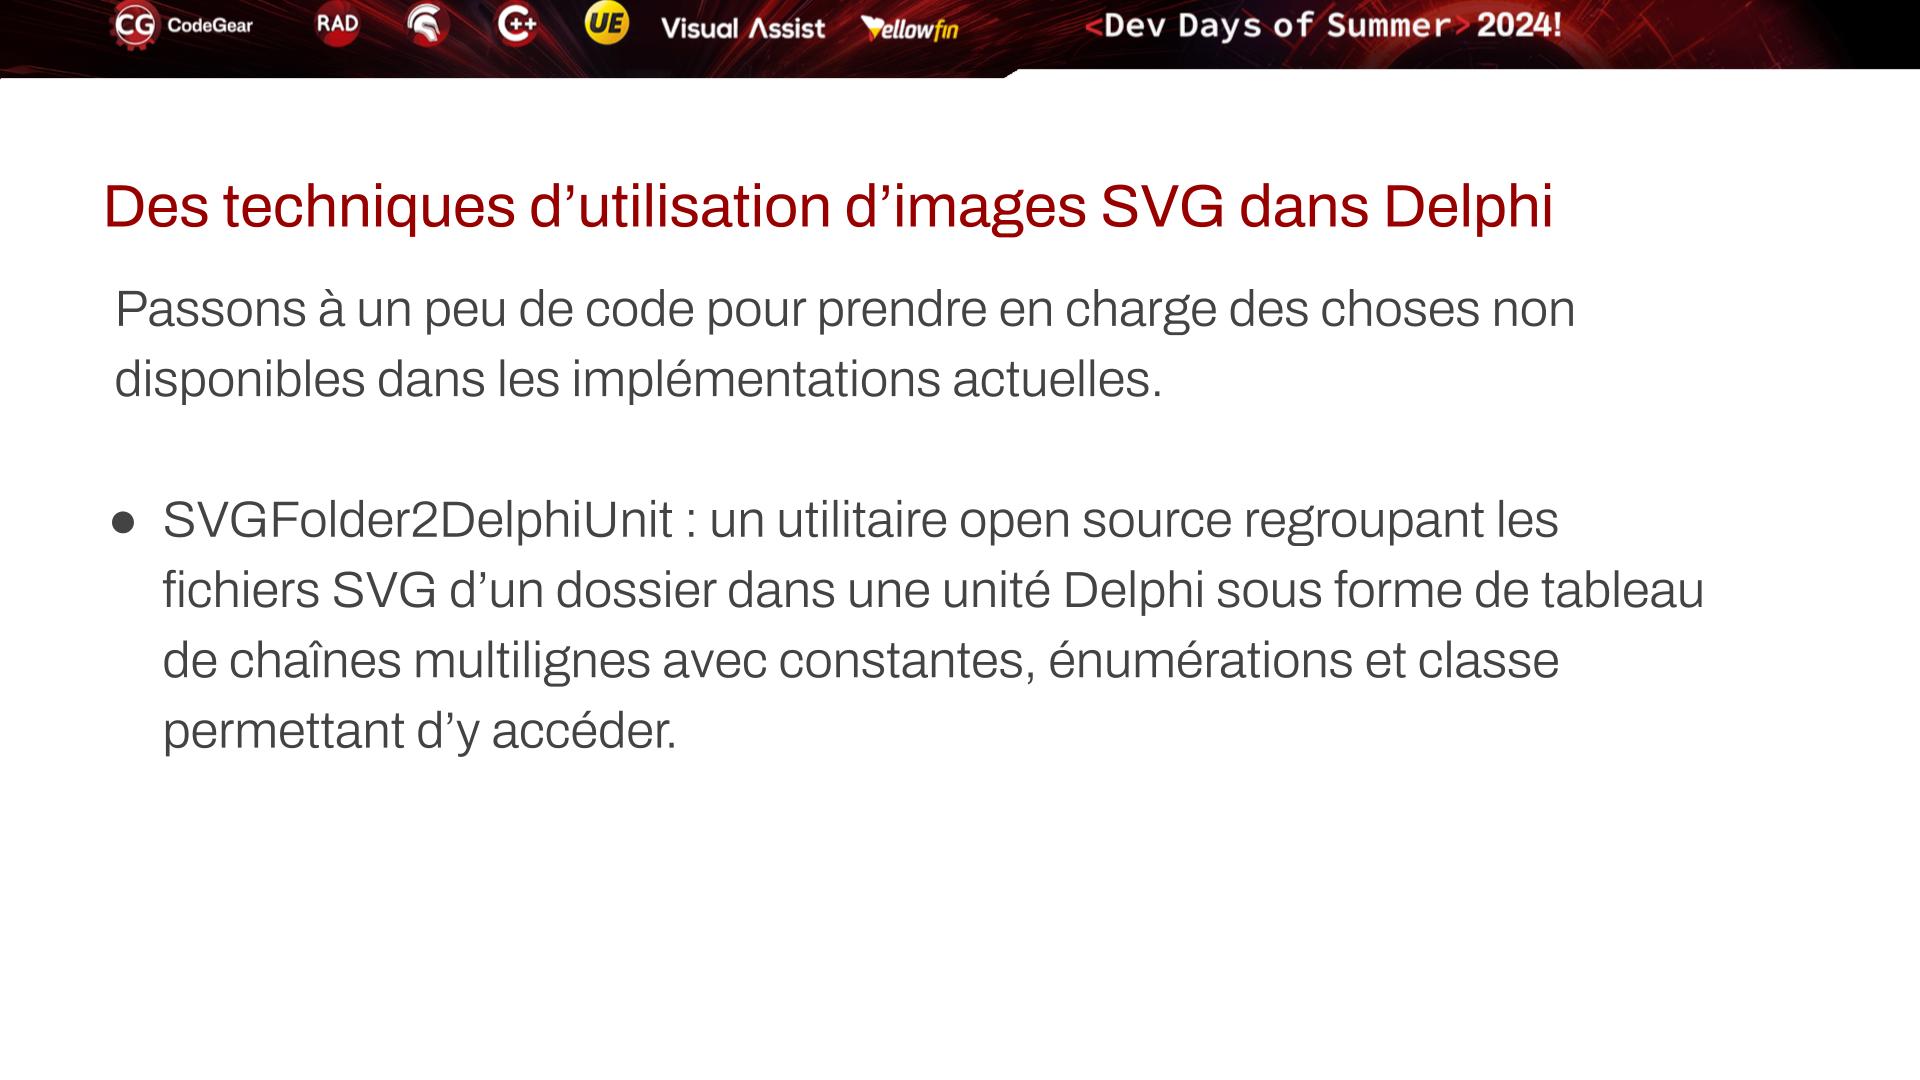 CG CodeGear RAD C++ UE Visual Assist Yellowfin <Dev Days of Summer> 2024!
Des techniques d’utilisation d’images SVG dans Delphi
Passons à un peu de code pour prendre en charge des choses non
disponibles dans les implémentations actuelles.
● SVGFolder2DelphiUnit : un utilitaire open source regroupant les
fichiers SVG d’un dossier dans une unité Delphi sous forme de tableau
de chaînes multilignes avec constantes, énumérations et classe
permettant d’y accéder.